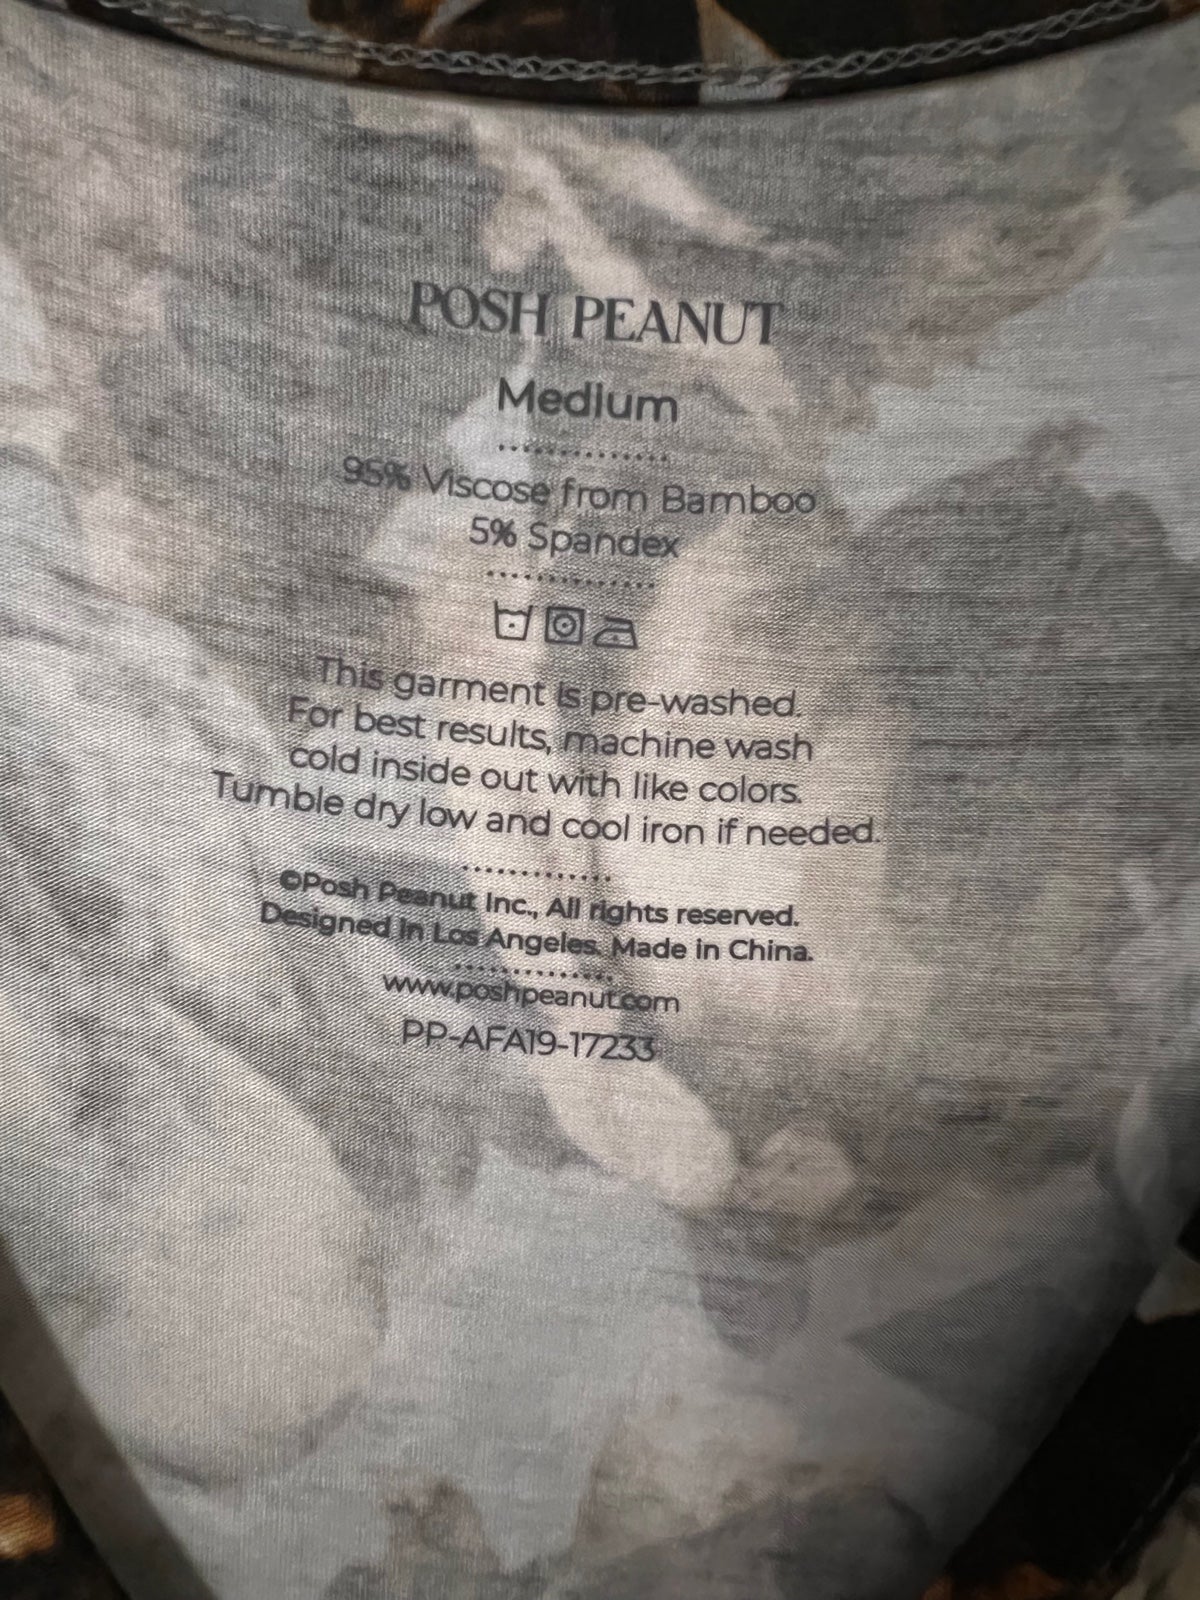 POSH PEANUT
Medium
95% Viscose from Bamboo
5% Spandex
This garment is pre-washed.
For best results, machine wash
cold inside out with like colors.
Tumble dry low and cool iron if needed.
©Posh Peanut Inc., All rights reserved.
Designed in Los Angeles. Made in China.
www.poshpeanut.com
PP-AFA19-17233